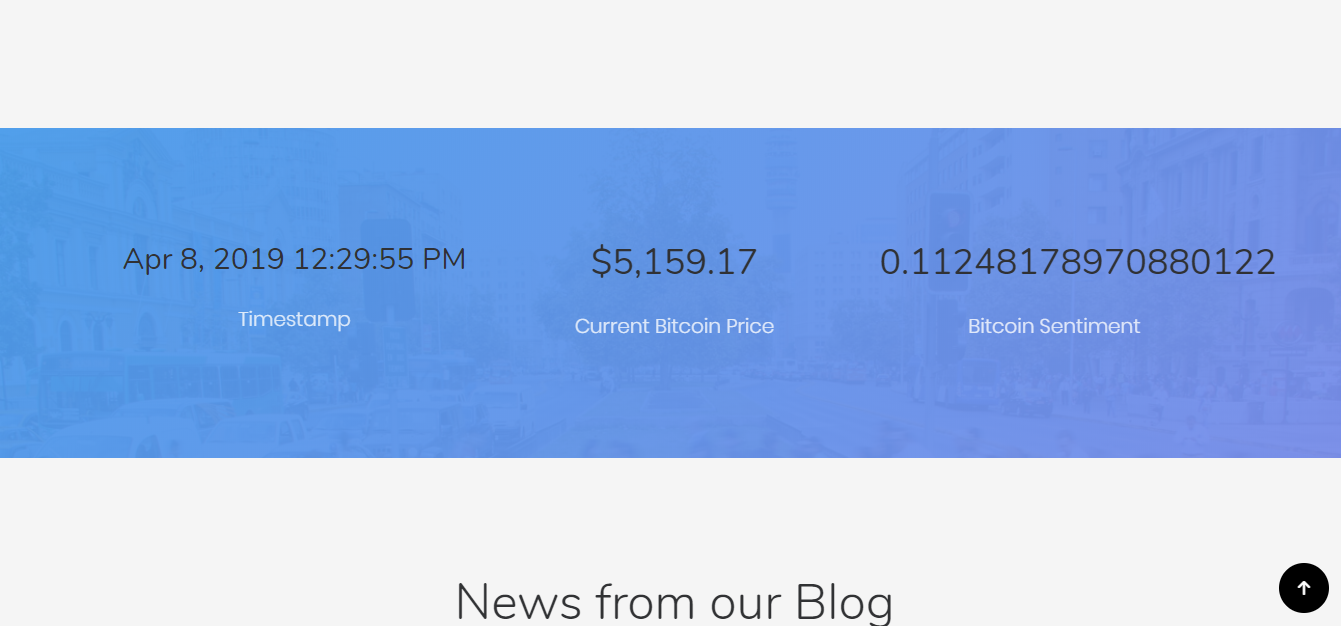 Apr 8, 2019 12:29:55 PM
Timestamp
$5,159.17
Current Bitcoin Price
0.11248178970880122
Bitcoin Sentiment
News from our Blog